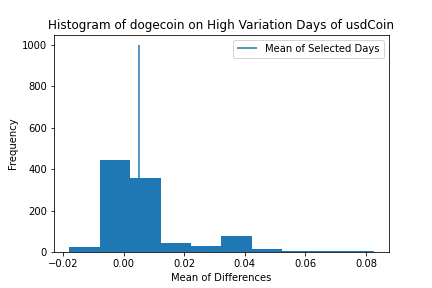 Histogram of dogecoin on High Variation Days of usdCoin
Mean of Selected Days
Frequency
1000
800
600
400
200
0
−0.02 0.00 0.02 0.04 0.06 0.08
Mean of Differences